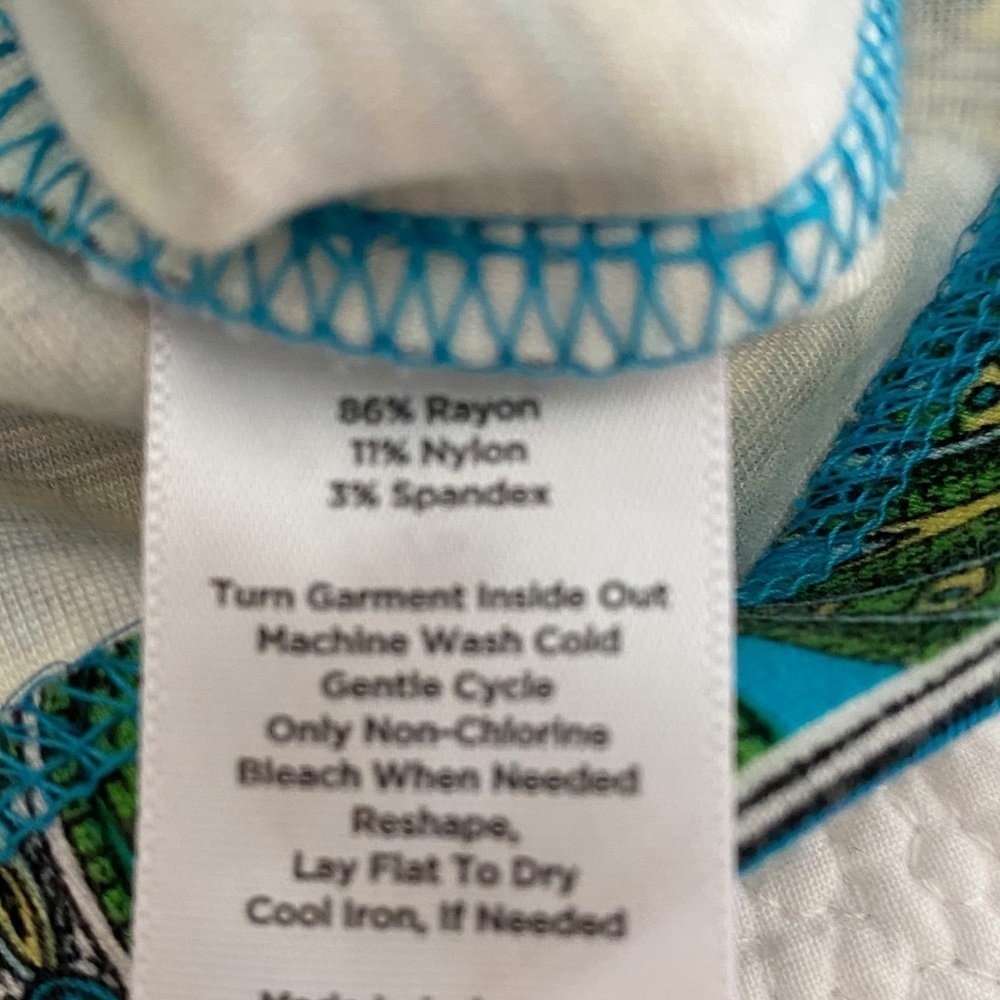 86% Rayon
11% Nylon
3% Spandex
Turn Garment Inside Out
Machine Wash Cold
Gentle Cycle
Only Non-Chlorine
Bleach When Needed
Reshape,
Lay Flat To Dry
Cool Iron, If Needed